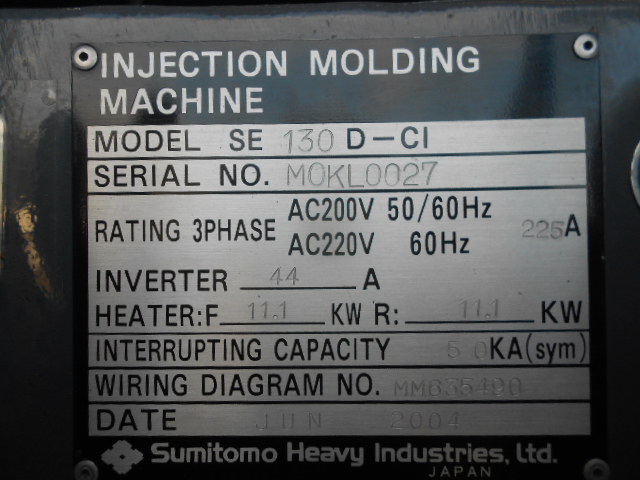 INJECTION MOLDING
MACHINE
MODEL SE 130 D-CI
SERIAL NO. MOKL0027
RATING 3PHASE AC200V 50/60Hz 225A
AC220V 60Hz
INVERTER 44 A
HEATER:F 11.1 KW R: 11.1 KW
INTERRUPTING CAPACITY 5.0KA(sym)
WIRING DIAGRAM NO. MM635490
DATE JUN 2004
Sumitomo Heavy Industries, Ltd.
JAPAN